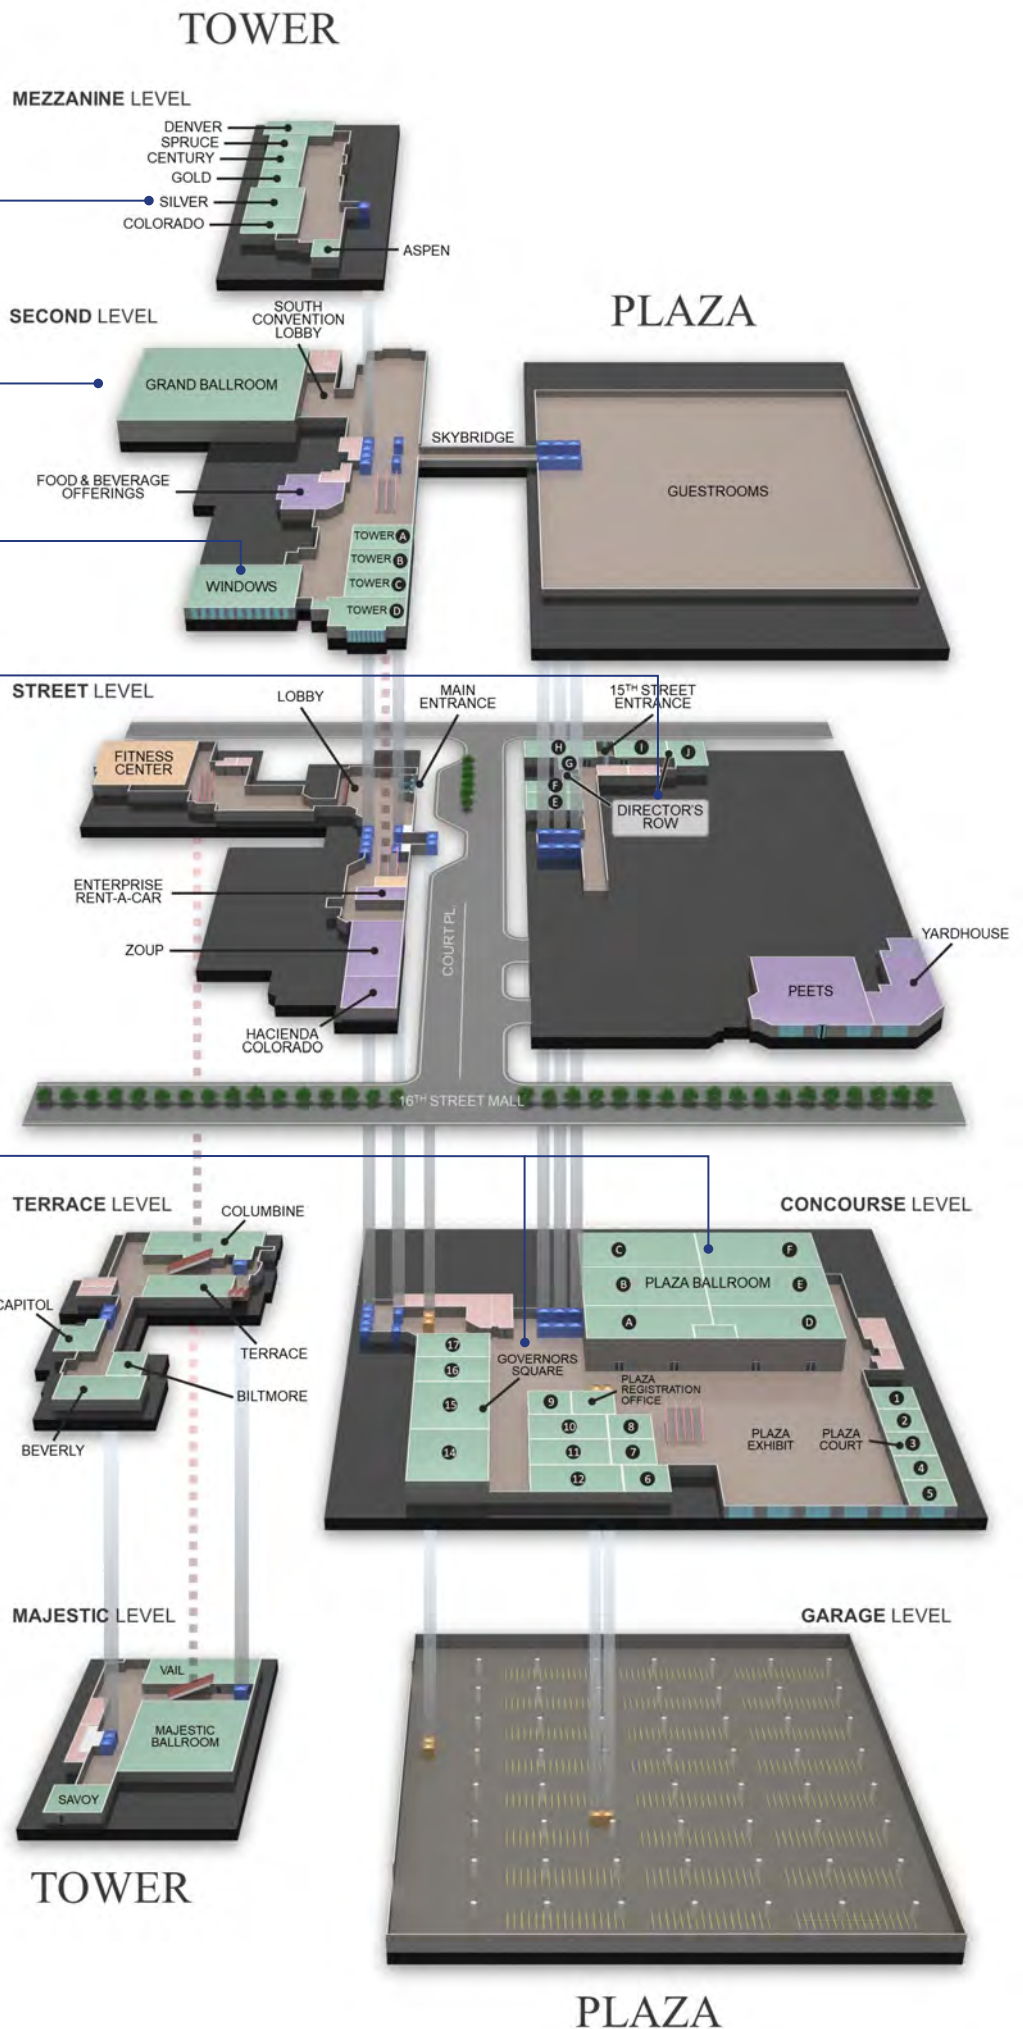 TOWER
MEZZANINE LEVEL
DENVER
SPRUCE
CENTURY
GOLD
SILVER
COLORADO
ASPEN
SECOND LEVEL
SOUTH
CONVENTION
LOBBY
PLAZA
GRAND BALLROOM
SKYBRIDGE
FOOD & BEVERAGE
OFFERINGS
GUESTROOMS
TOWER A
TOWER B
TOWER C
TOWER D
WINDOWS
STREET LEVEL
LOBBY
MAIN
ENTRANCE
15TH STREET
ENTRANCE
FITNESS
CENTER
H
I
J
G
F
E
DIRECTOR'S
ROW
ENTERPRISE
RENT-A-CAR
ZOUP
COURT PL.
YARDHOUSE
PEETS
HACIENDA
COLORADO
16TH STREET MALL
TERRACE LEVEL
CONCOURSE LEVEL
COLUMBINE
CAPITOL
TERRACE
BILTMORE
BEVERLY
C
F
B
PLAZA BALLROOM
E
A
D
17
16
15
14
GOVERNORS
SQUARE
PLAZA
REGISTRATION
OFFICE
9
10
8
11
7
12
6
PLAZA
EXHIBIT
PLAZA
COURT
1
2
3
4
5
MAJESTIC LEVEL
GARAGE LEVEL
VAIL
MAJESTIC
BALLROOM
SAVOY
TOWER
PLAZA